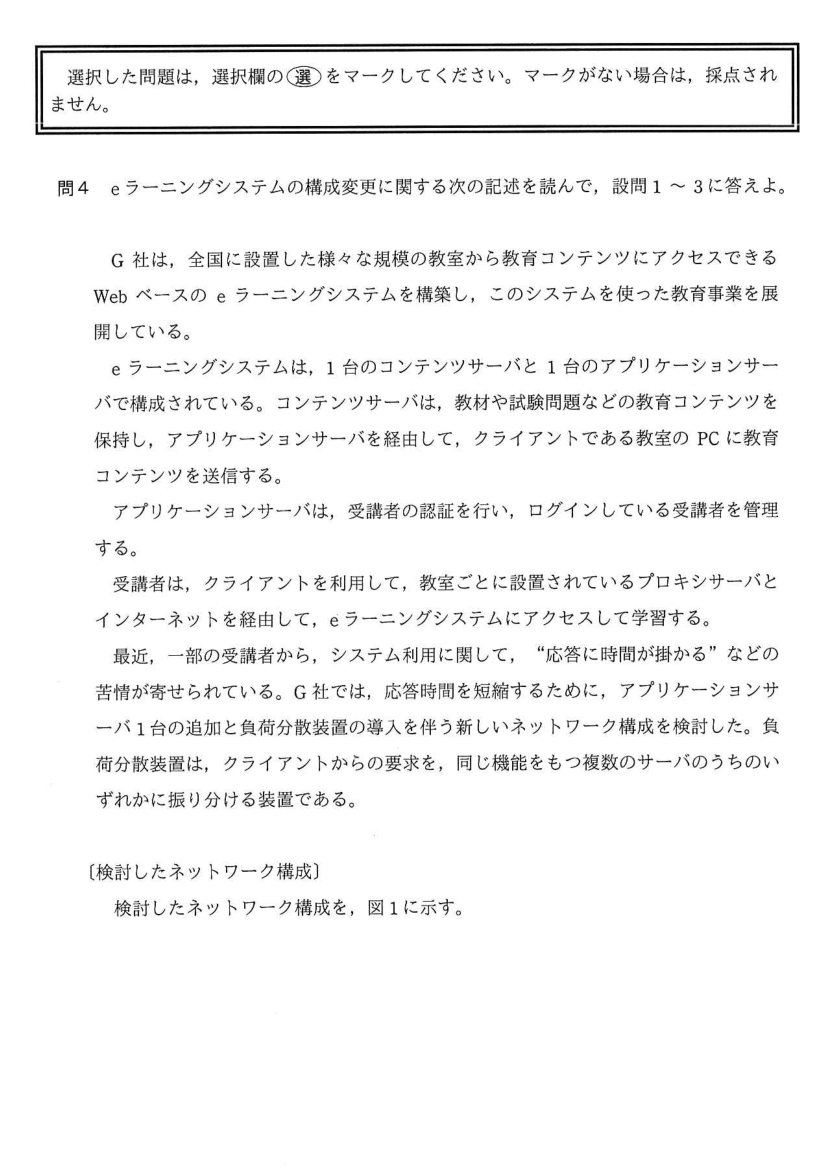 選択した問題は，選択欄の選をマークしてください。マークがない場合は，採点され
ません。
問4 eラーニングシステムの構成変更に関する次の記述を読んで，設問1 ～ 3に答えよ。
G 社は，全国に設置した様々な規模の教室から教育コンテンツにアクセスできる
Web ベースの e ラーニングシステムを構築し，このシステムを使った教育事業を展
開している。
e ラーニングシステムは，1 台のコンテンツサーバと 1 台のアプリケーションサー
バで構成されている。コンテンツサーバは，教材や試験問題などの教育コンテンツを
保持し，アプリケーションサーバを経由して，クライアントである教室の PC に教育
コンテンツを送信する。
アプリケーションサーバは，受講者の認証を行い，ログインしている受講者を管理
する。
受講者は，クライアントを利用して，教室ごとに設置されているプロキシサーバと
インターネットを経由して，eラーニングシステムにアクセスして学習する。
最近，一部の受講者から，システム利用に関して，“応答に時間が掛かる”などの
苦情が寄せられている。G 社では，応答時間を短縮するために，アプリケーションサ
ーバ1台の追加と負荷分散装置の導入を伴う新しいネットワーク構成を検討した。負
荷分散装置は，クライアントからの要求を，同じ機能をもつ複数のサーバのうちのい
ずれかに振り分ける装置である。
〔検討したネットワーク構成〕
検討したネットワーク構成を，図1に示す。